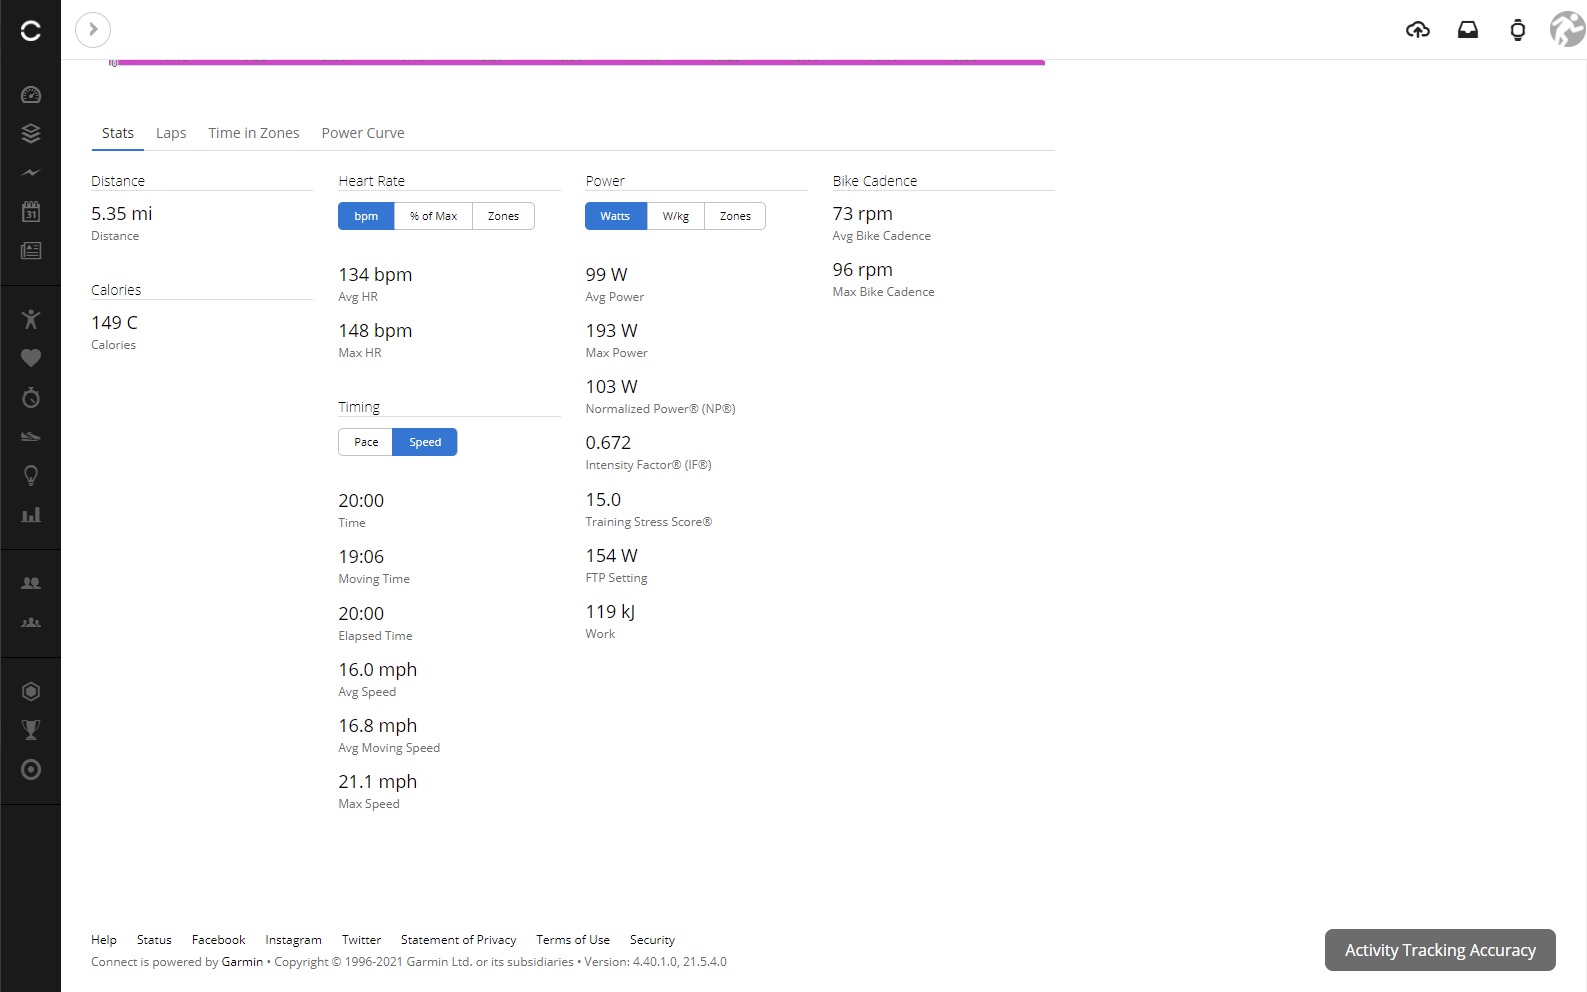 31
Stats Laps Time in Zones Power Curve
Distance
5.35 mi
Distance
Calories
149 C
Calories
Heart Rate
bpm % of Max Zones
134 bpm
Avg HR
148 bpm
Max HR
Timing
Pace Speed
20:00
Time
19:06
Moving Time
20:00
Elapsed Time
16.0 mph
Avg Speed
16.8 mph
Avg Moving Speed
21.1 mph
Max Speed
Power
Watts W/kg Zones
99 W
Avg Power
193 W
Max Power
103 W
Normalized Power® (NP®)
0.672
Intensity Factor® (IF®)
15.0
Training Stress Score®
154 W
FTP Setting
119 kJ
Work
Bike Cadence
73 rpm
Avg Bike Cadence
96 rpm
Max Bike Cadence
Help Status Facebook Instagram Twitter Statement of Privacy Terms of Use Security
Connect is powered by Garmin • Copyright © 1996-2021 Garmin Ltd. or its subsidiaries • Version: 4.40.1.0, 21.5.4.0
Activity Tracking Accuracy